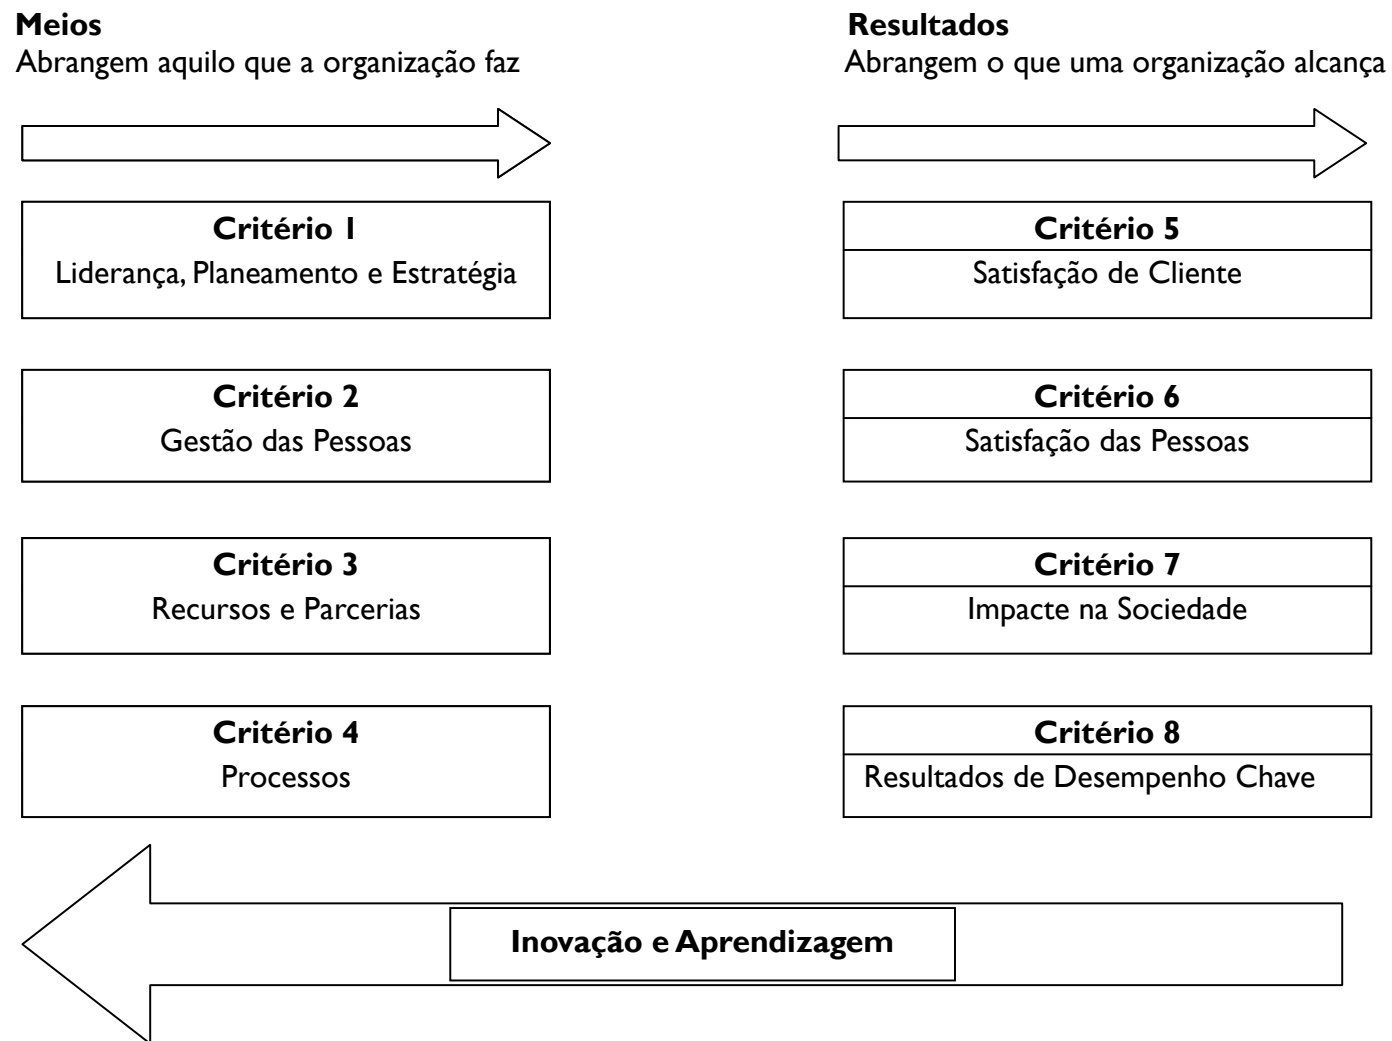 Meios
Abrangem aquilo que a organização faz
Resultados
Abrangem o que uma organização alcança
Critério 1
Liderança, Planeamento e Estratégia
Critério 5
Satisfação de Cliente
Critério 2
Gestão das Pessoas
Critério 6
Satisfação das Pessoas
Critério 3
Recursos e Parcerias
Critério 7
Impacte na Sociedade
Critério 4
Processos
Critério 8
Resultados de Desempenho Chave
Inovação e Aprendizagem